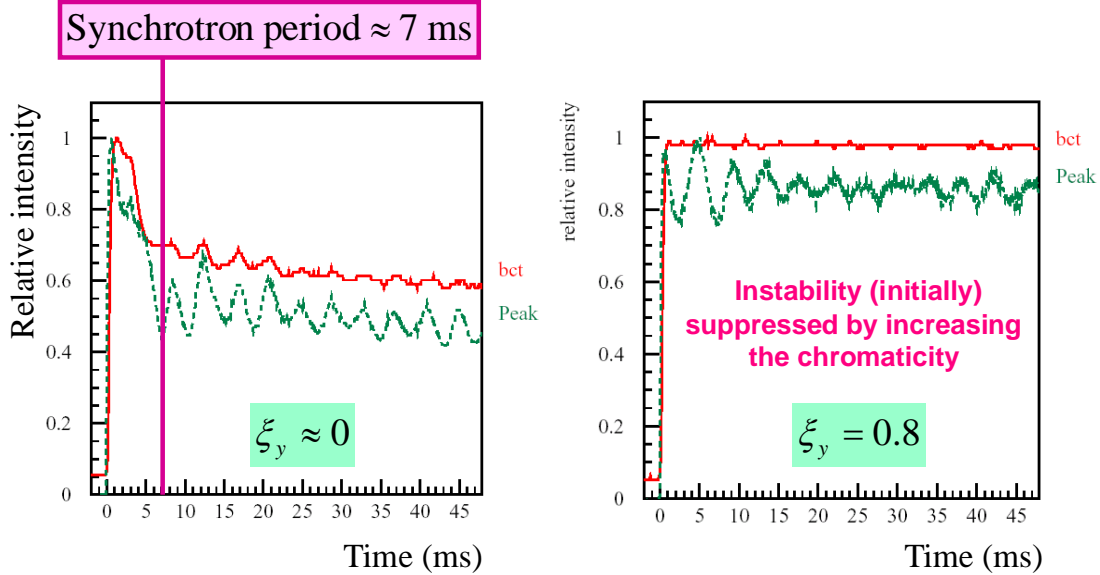 Synchrotron period ≈ 7 ms
Relative intensity
1
0.8
0.6
0.4
0.2
0
0 5 10 15 20 25 30 35 40 45
Time (ms)
bct
Peak
ξy ≈ 0
relative intensity
1
0.8
0.6
0.4
0.2
0
0 5 10 15 20 25 30 35 40 45
Time (ms)
bct
Peak
Instability (initially)
suppressed by increasing
the chromaticity
ξy = 0.8